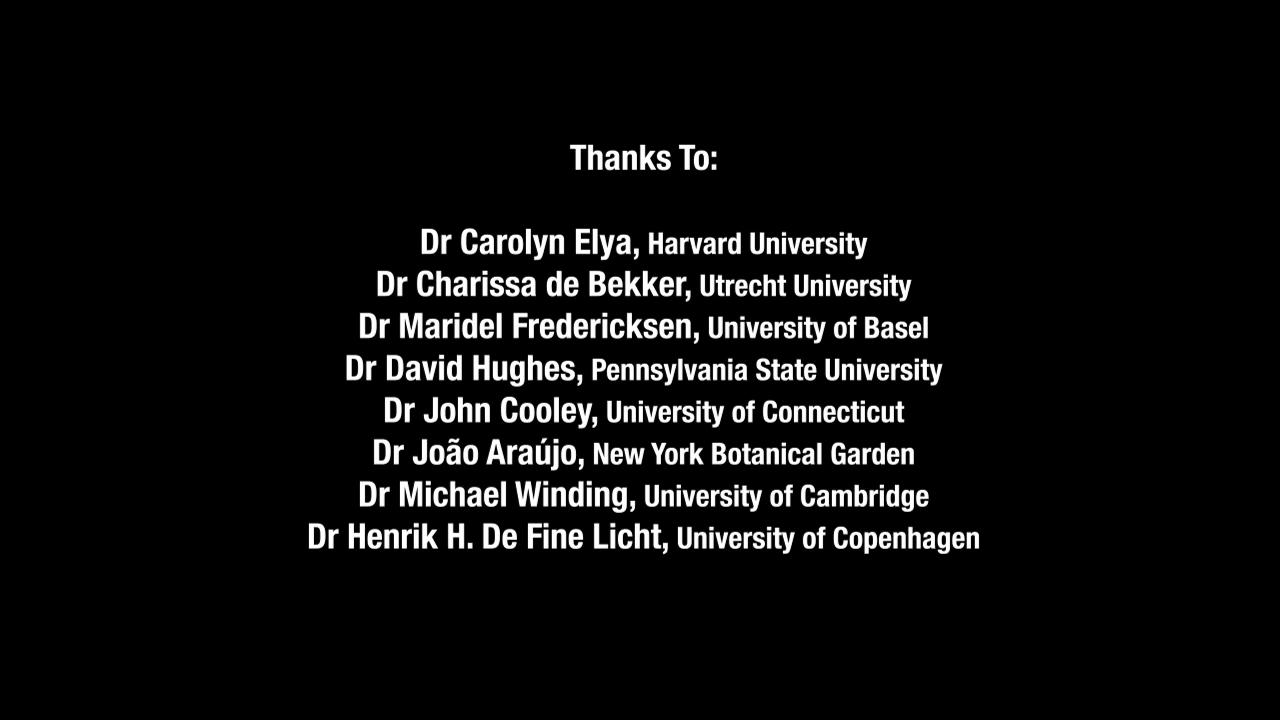 Thanks To:
Dr Carolyn Elya, Harvard University
Dr Charissa de Bekker, Utrecht University
Dr Maridel Fredericksen, University of Basel
Dr David Hughes, Pennsylvania State University
Dr John Cooley, University of Connecticut
Dr João Araújo, New York Botanical Garden
Dr Michael Winding, University of Cambridge
Dr Henrik H. De Fine Licht, University of Copenhagen